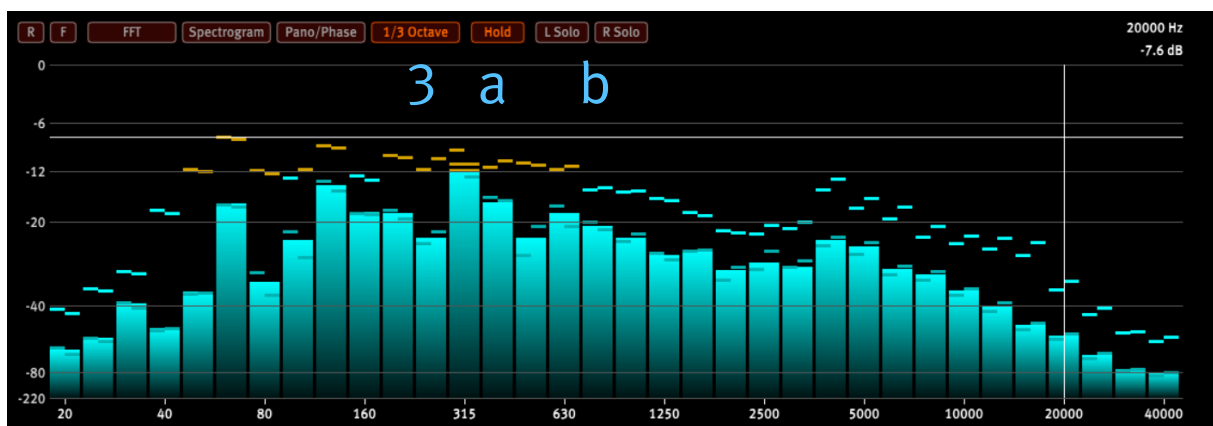 R F FFT Spectrogram Pano/Phase 1/3 Octave Hold L Solo R Solo 20000 Hz
-7.6 dB
3 a b
0
-6
-12
-20
-40
-80
-220
20 40 80 160 315 630 1250 2500 5000 10000 20000 40000